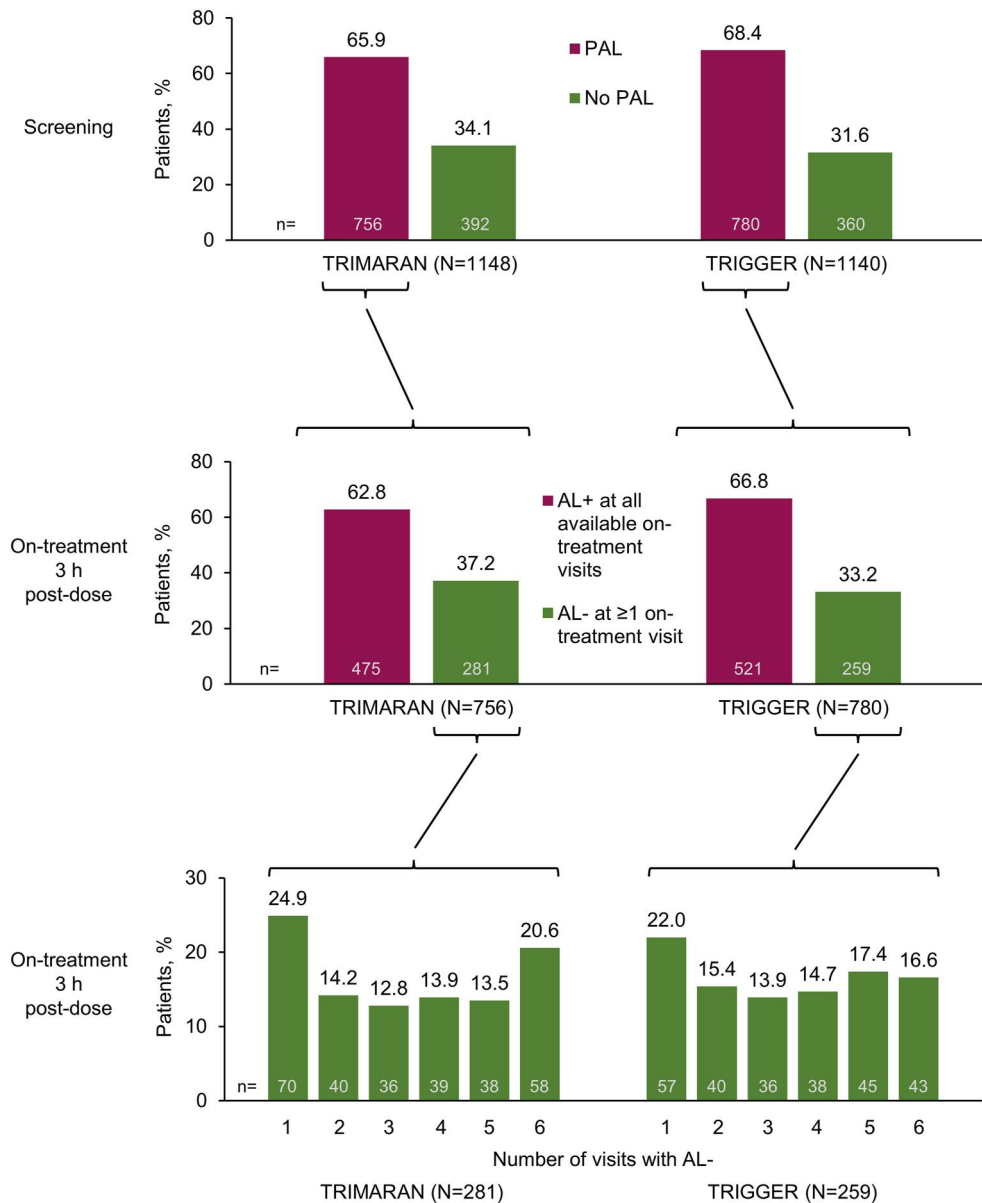 80
60
40
20
0
Patients, %
Screening
65.9
34.1
68.4
31.6
PAL
No PAL
n=
756
392
780
360
TRIMARAN (N=1148)
TRIGGER (N=1140)
80
60
40
20
0
Patients, %
On-treatment
3 h
post-dose
62.8
37.2
66.8
33.2
AL+ at all
available on-
treatment
visits
AL- at ≥1 on-
treatment visit
n=
475
281
521
259
TRIMARAN (N=756)
TRIGGER (N=780)
30
20
10
0
Patients, %
On-treatment
3 h
post-dose
24.9
14.2
12.8
13.9
13.5
20.6
22.0
15.4
13.9
14.7
17.4
16.6
n=
70
40
36
39
38
58
57
40
36
38
45
43
1 2 3 4 5 6
1 2 3 4 5 6
Number of visits with AL-
TRIMARAN (N=281)
TRIGGER (N=259)